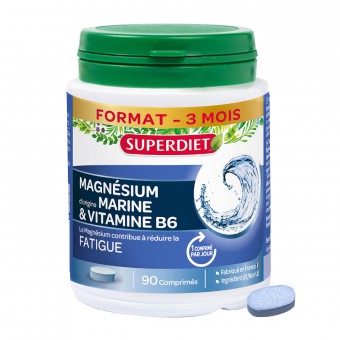 FORMAT - 3 MOIS
SUPERDIET
MAGNÉSIUM
d'origine MARINE
& VITAMINE B6
Le Magnésium contribue à réduire la
FATIGUE
1 COMPRIMÉ
PAR JOUR
90 Comprimés
Fabriqué en France